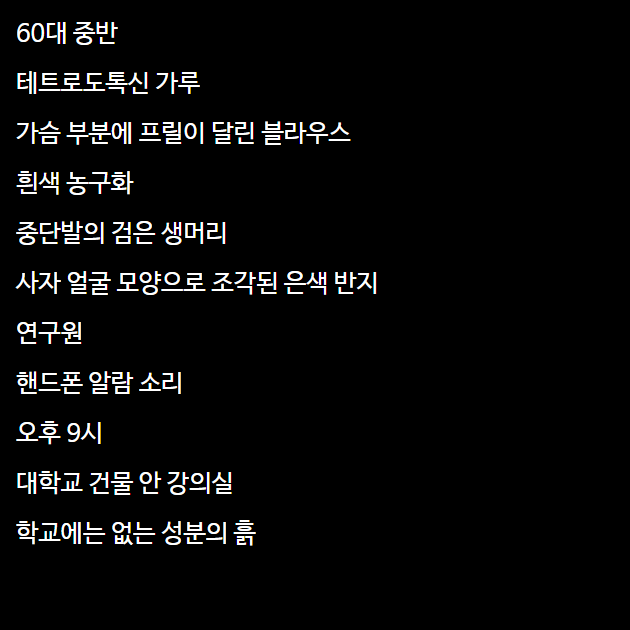 60대 중반
테트로도톡신 가루
가슴 부분에 프릴이 달린 블라우스
흰색 농구화
중단발의 검은 생머리
사자 얼굴 모양으로 조각된 은색 반지
연구원
핸드폰 알람 소리
오후 9시
대학교 건물 안 강의실
학교에는 없는 성분의 흙